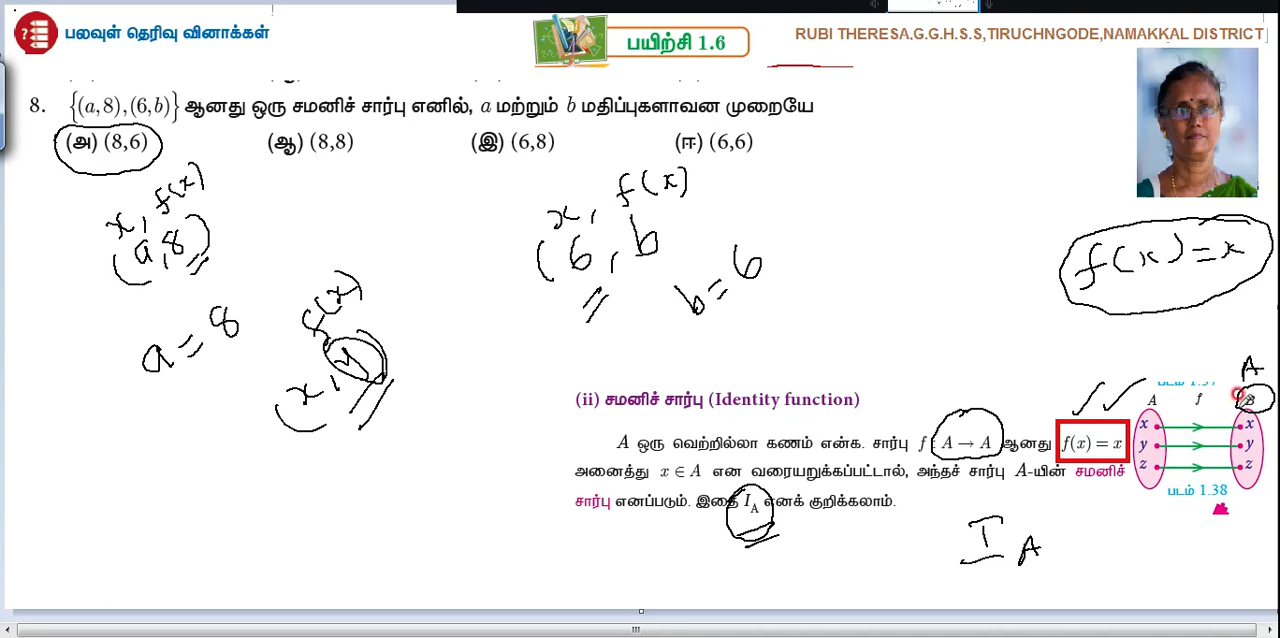 பலவுள் தெரிவு வினாக்கள்
பயிற்சி 1.6
RUBI THERESA.G.G.H.S.S,TIRUCHNGODE,NAMAKKAL DISTRICT
8. {(a,8),(6,b)} ஆனது ஒரு சமனிச் சார்பு எனில், a மற்றும் b மதிப்புகளாவன முறையே
(அ) (8,6) (ஆ) (8,8) (இ) (6,8) (ஈ) (6,6)
x, f(x)
(a,8)
a=8
f(x)
(x,y)
x, f(x)
(6,b
b=6
f(x)=x
(ii) சமனிச் சார்பு (Identity function)
A ஒரு வெற்றில்லா கணம் என்க. சார்பு f : A → A ஆனது f(x) = x
அனைத்து x ∈ A என வரையறுக்கப்பட்டால், அந்தச் சார்பு A-யின் சமனிச்
சார்பு எனப்படும். இதை I_A எனக் குறிக்கலாம்.
I A
A
படம் 1.37
A f B
x x
y y
z z
படம் 1.38